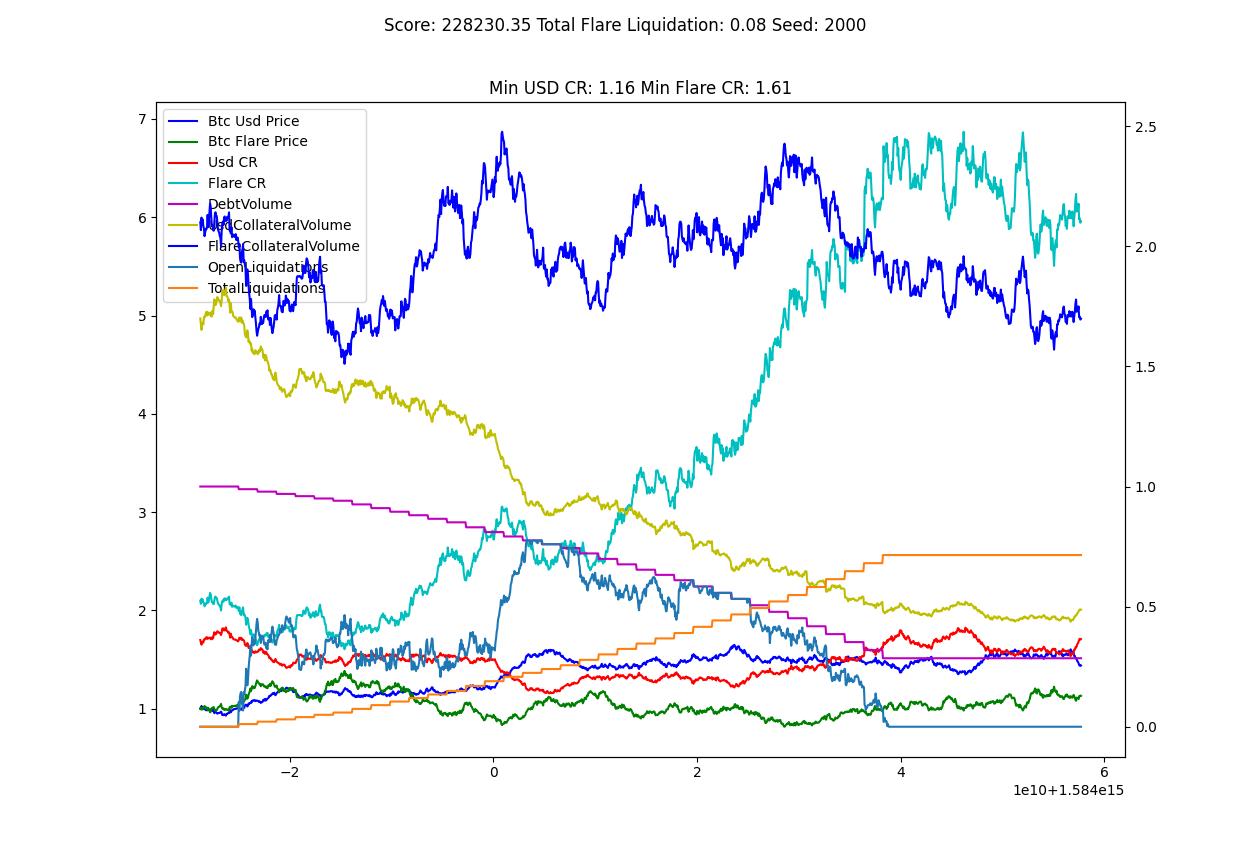 Score: 228230.35 Total Flare Liquidation: 0.08 Seed: 2000
Min USD CR: 1.16 Min Flare CR: 1.61
Btc Usd Price
Btc Flare Price
Usd CR
Flare CR
DebtVolume
UsdCollateralVolume
FlareCollateralVolume
OpenLiquidations
TotalLiquidations
7
6
5
4
3
2
1
2.5
2.0
1.5
1.0
0.5
0.0
−2
0
2
4
6
1e10+1.584e15